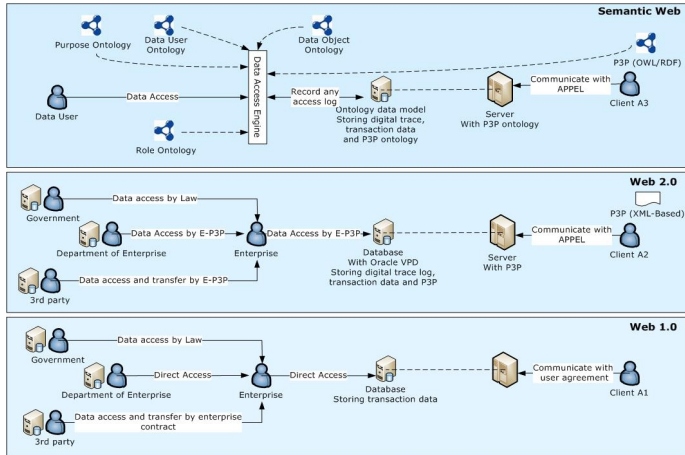 Semantic Web
Purpose Ontology
Data User
Ontology
Data Object
Ontology
P3P (OWL/RDF)
Data Access Engine
Data User
Data Access
Record any
access log
Ontology data model
Storing digital trace,
transaction data
and P3P ontology
Server
With P3P ontology
Communicate with
APPEL
Client A3
Role Ontology
Web 2.0
P3P (XML-Based)
Government
Data access by Law
Department of Enterprise
Data Access by E-P3P
Enterprise
Data Access by E-P3P
Database
With Oracle VPD
Storing digital trace log,
transaction data and P3P
Server
With P3P
Communicate with
APPEL
Client A2
3rd party
Data access and transfer by E-P3P
Web 1.0
Government
Data access by Law
Department of Enterprise
Direct Access
Enterprise
Direct Access
Database
Storing transaction data
Communicate with
user agreement
Client A1
3rd party
Data access and transfer by enterprise
contract